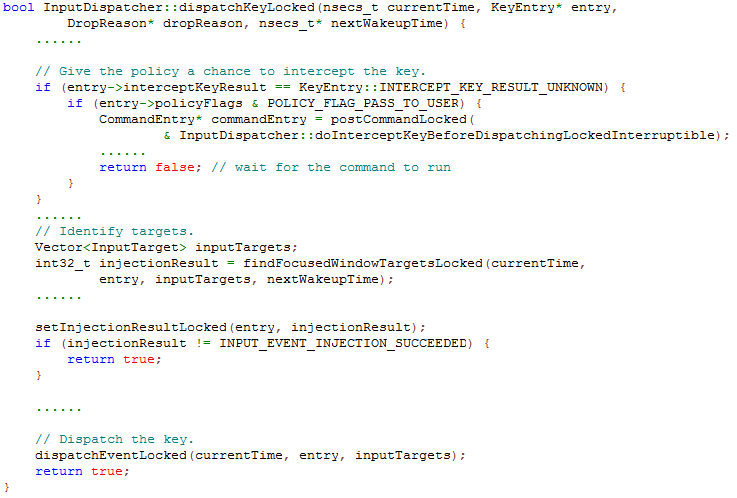 bool InputDispatcher::dispatchKeyLocked(nsecs_t currentTime, KeyEntry* entry,
        DropReason* dropReason, nsecs_t* nextWakeupTime) {
    ......

    // Give the policy a chance to intercept the key.
    if (entry->interceptKeyResult == KeyEntry::INTERCEPT_KEY_RESULT_UNKNOWN) {
        if (entry->policyFlags & POLICY_FLAG_PASS_TO_USER) {
            CommandEntry* commandEntry = postCommandLocked(
                    & InputDispatcher::doInterceptKeyBeforeDispatchingLockedInterruptible);
            ......
            return false; // wait for the command to run
        }
    }
    ......
    // Identify targets.
    Vector<InputTarget> inputTargets;
    int32_t injectionResult = findFocusedWindowTargetsLocked(currentTime,
            entry, inputTargets, nextWakeupTime);
    ......

    setInjectionResultLocked(entry, injectionResult);
    if (injectionResult != INPUT_EVENT_INJECTION_SUCCEEDED) {
        return true;
    }

    ......

    // Dispatch the key.
    dispatchEventLocked(currentTime, entry, inputTargets);
    return true;
}